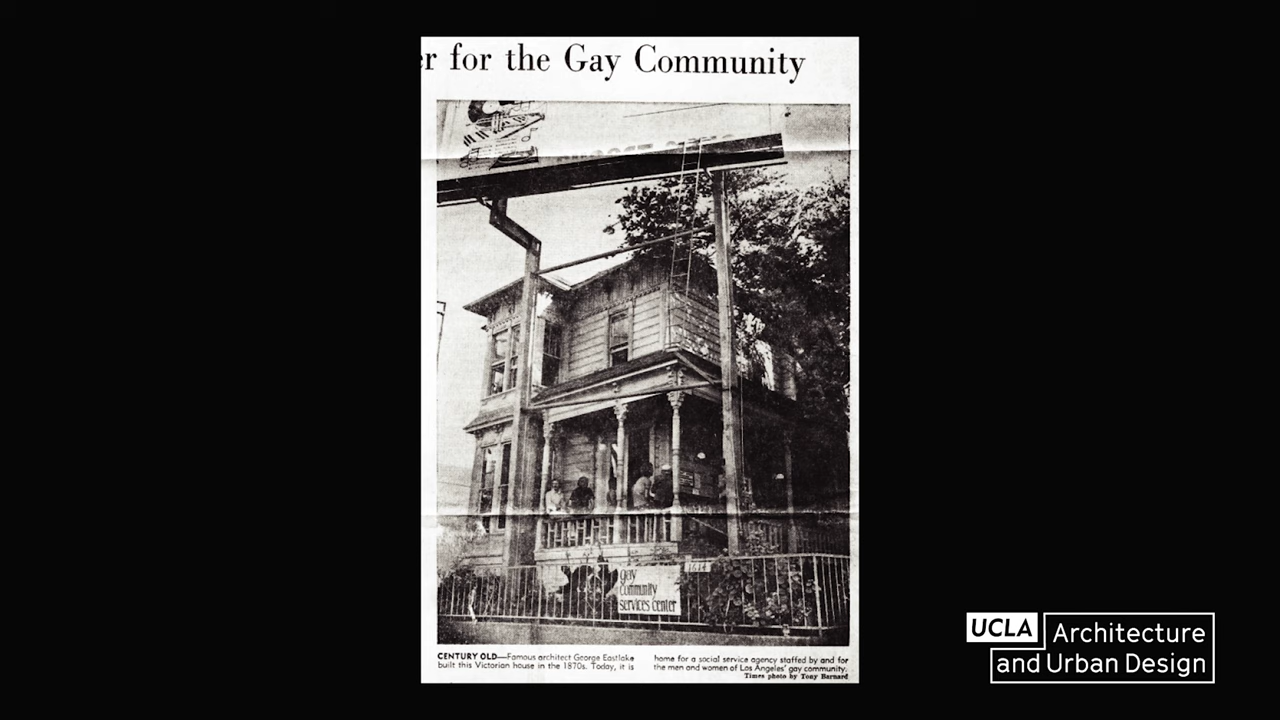 er for the Gay Community
1614
gay
community
services center
CENTURY OLD—Famous architect George Eastlake
built this Victorian house in the 1870s. Today, it is
home for a social service agency staffed by and for
the men and women of Los Angeles' gay community.
Times photo by Tony Barnard
UCLA Architecture
and Urban Design